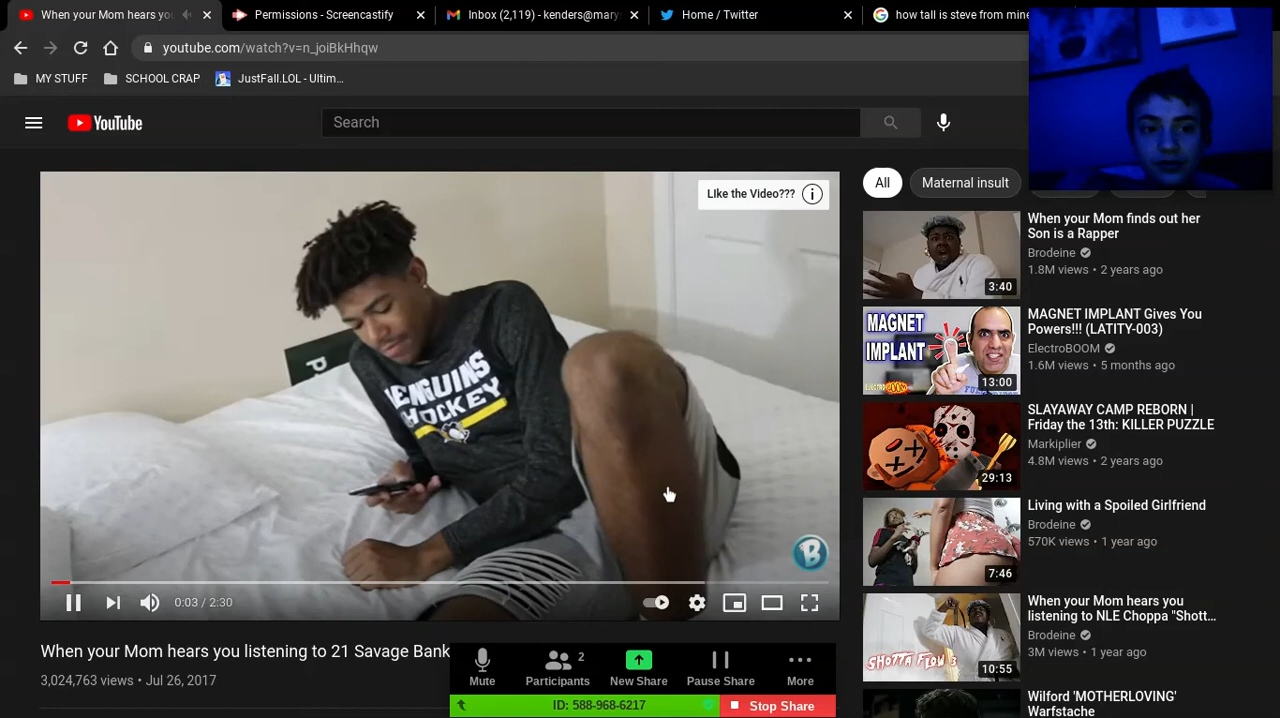 When your Mom hears you
Permissions - Screencastify
Inbox (2,119) - kenders@mary
Home / Twitter
how tall is steve from mine
youtube.com/watch?v=n_joiBkHhqw
MY STUFF
SCHOOL CRAP
JustFall.LOL - Ultim...
YouTube
Search
LIke the Video???
All
Maternal insult
P
PENGUINS
HOCKEY
B
0:03 / 2:30
When your Mom hears you listening to 21 Savage Bank
3,024,763 views • Jul 26, 2017
When your Mom finds out her
Son is a Rapper
Brodeine
1.8M views • 2 years ago
3:40
MAGNET
IMPLANT
ELECTROBOOM
13:00
MAGNET IMPLANT Gives You
Powers!!! (LATITY-003)
ElectroBOOM
1.6M views • 5 months ago
29:13
SLAYAWAY CAMP REBORN |
Friday the 13th: KILLER PUZZLE
Markiplier
4.8M views • 2 years ago
7:46
Living with a Spoiled Girlfriend
Brodeine
570K views • 1 year ago
SHOTTA FLOW 3
10:55
When your Mom hears you
listening to NLE Choppa "Shott...
Brodeine
3M views • 1 year ago
Wilford 'MOTHERLOVING'
Warfstache
Mute
Participants
2
New Share
Pause Share
More
ID: 588-968-6217
Stop Share